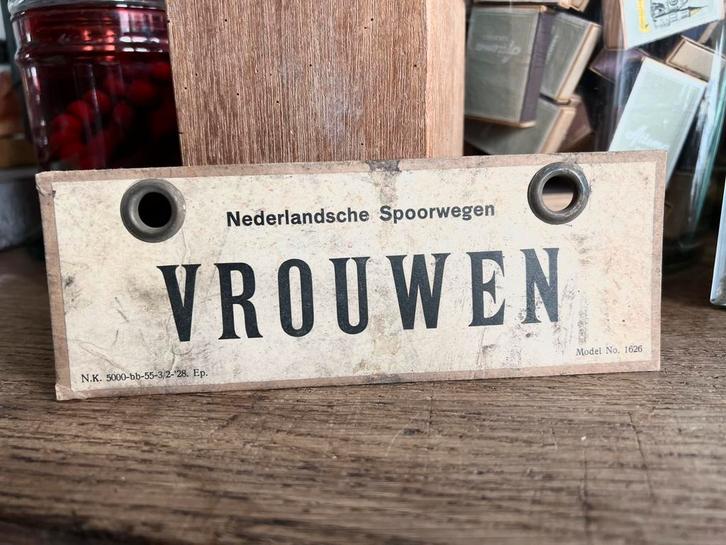 Nederlandsche Spoorwegen
VROUWEN
N.K. 5000-bb-55-3/2-'28. Ep.
Model No. 1626